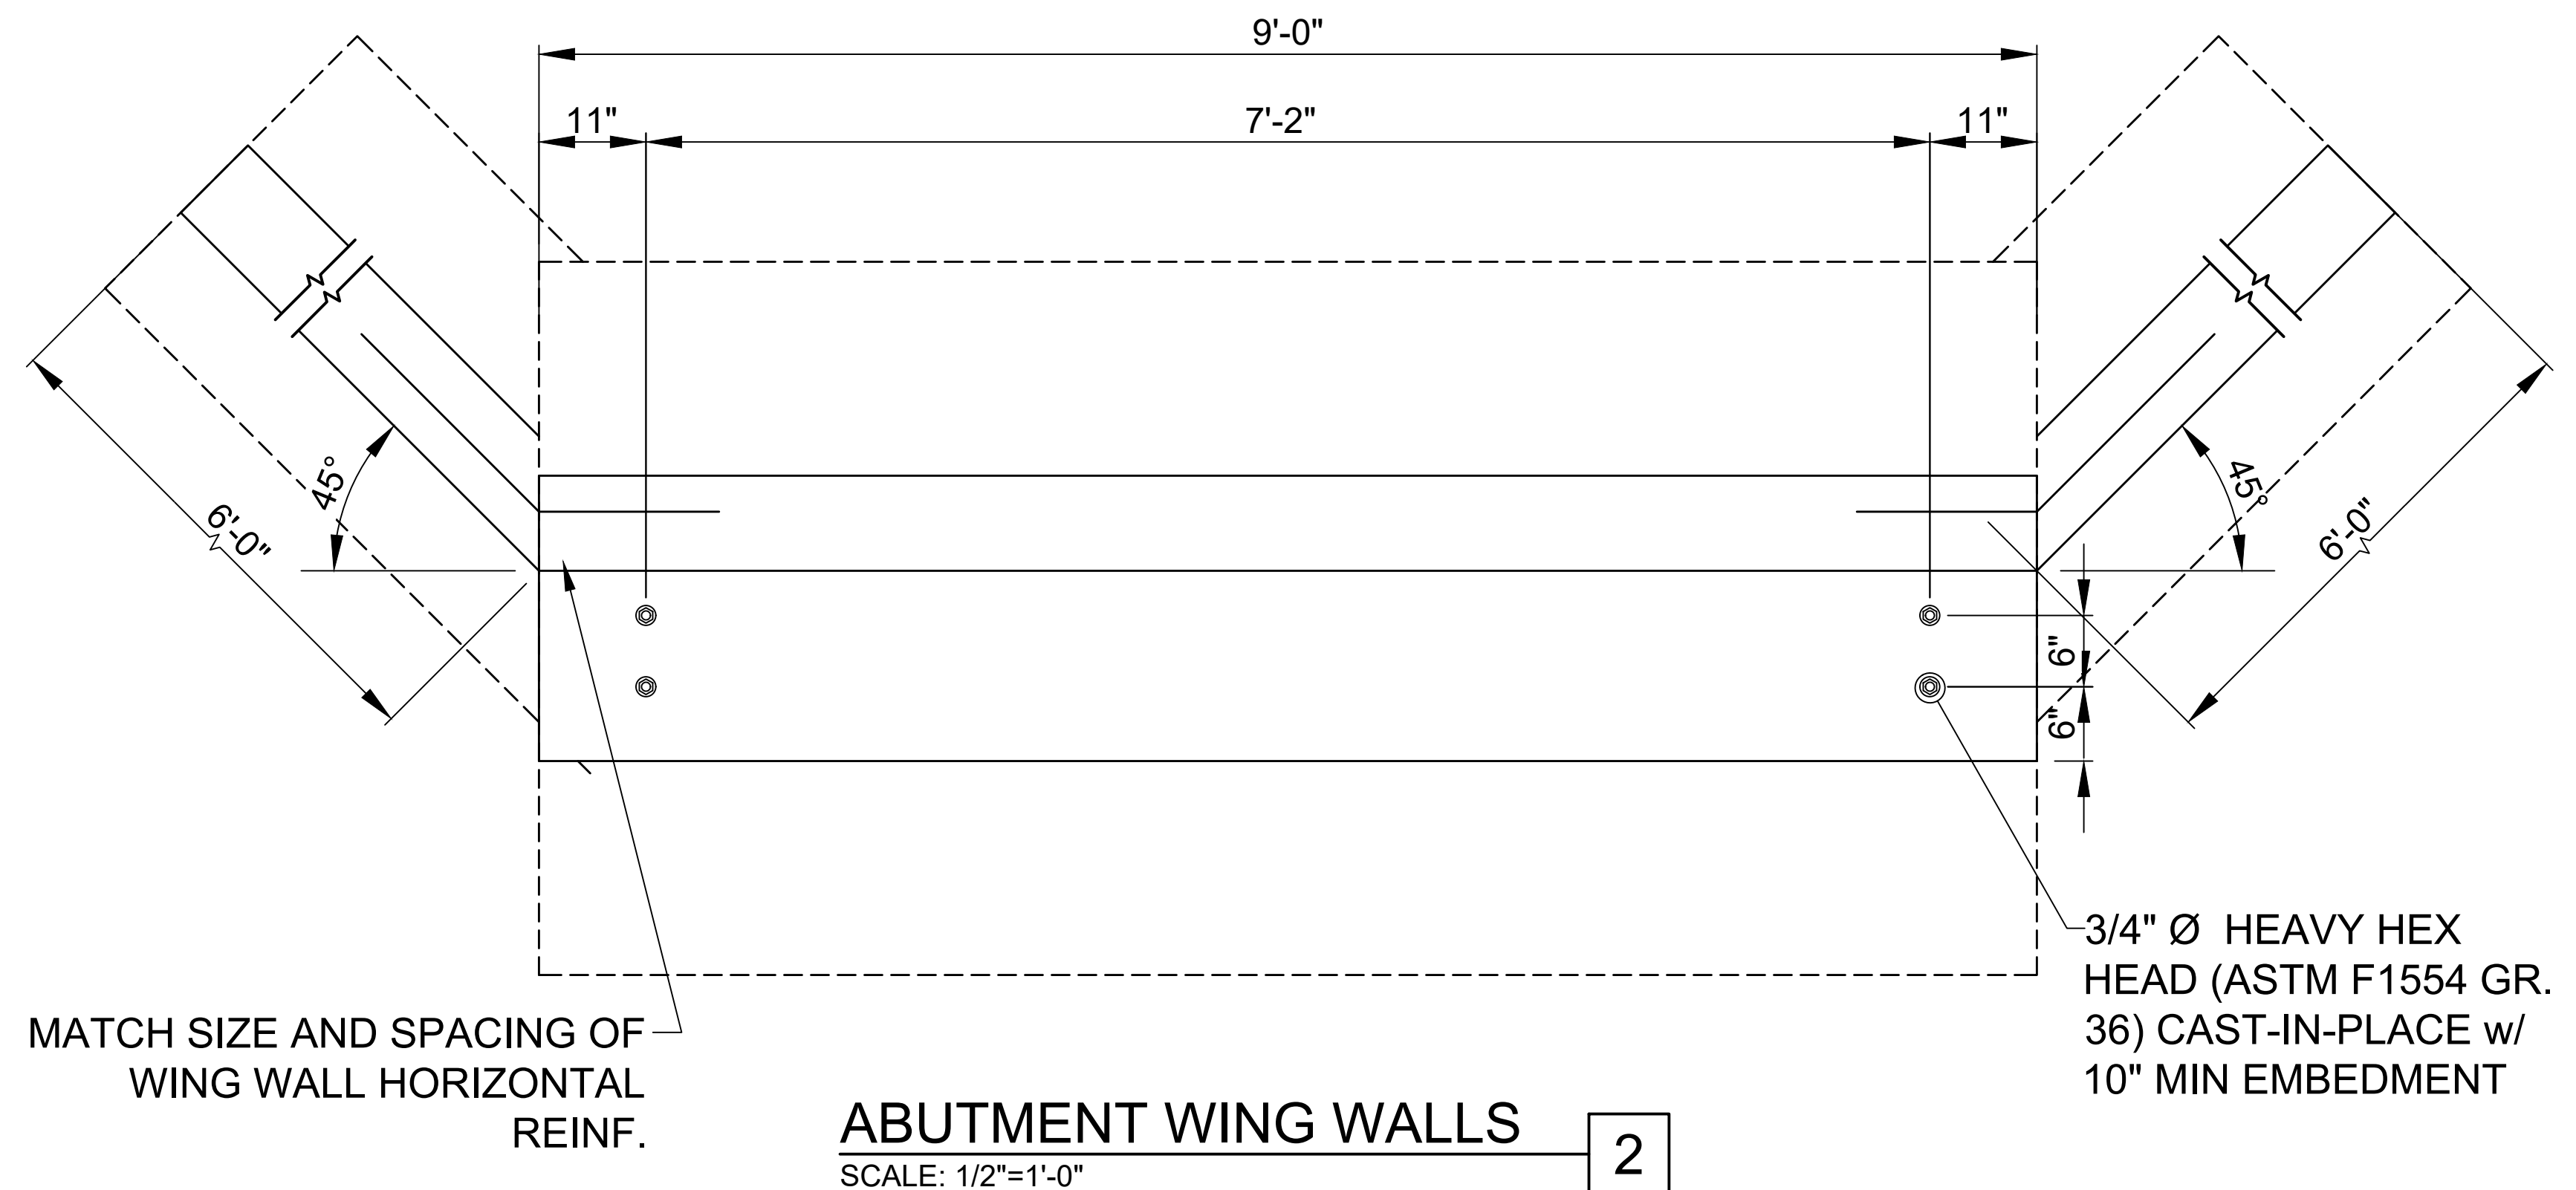 9'-0"
11"
7'-2"
11"
45°
6'-0"
45°
6'-0"
6"
6"
3/4" Ø HEAVY HEX
HEAD (ASTM F1554 GR.
36) CAST-IN-PLACE w/
10" MIN EMBEDMENT
MATCH SIZE AND SPACING OF
WING WALL HORIZONTAL
REINF.
ABUTMENT WING WALLS
2
SCALE: 1/2"=1'-0"